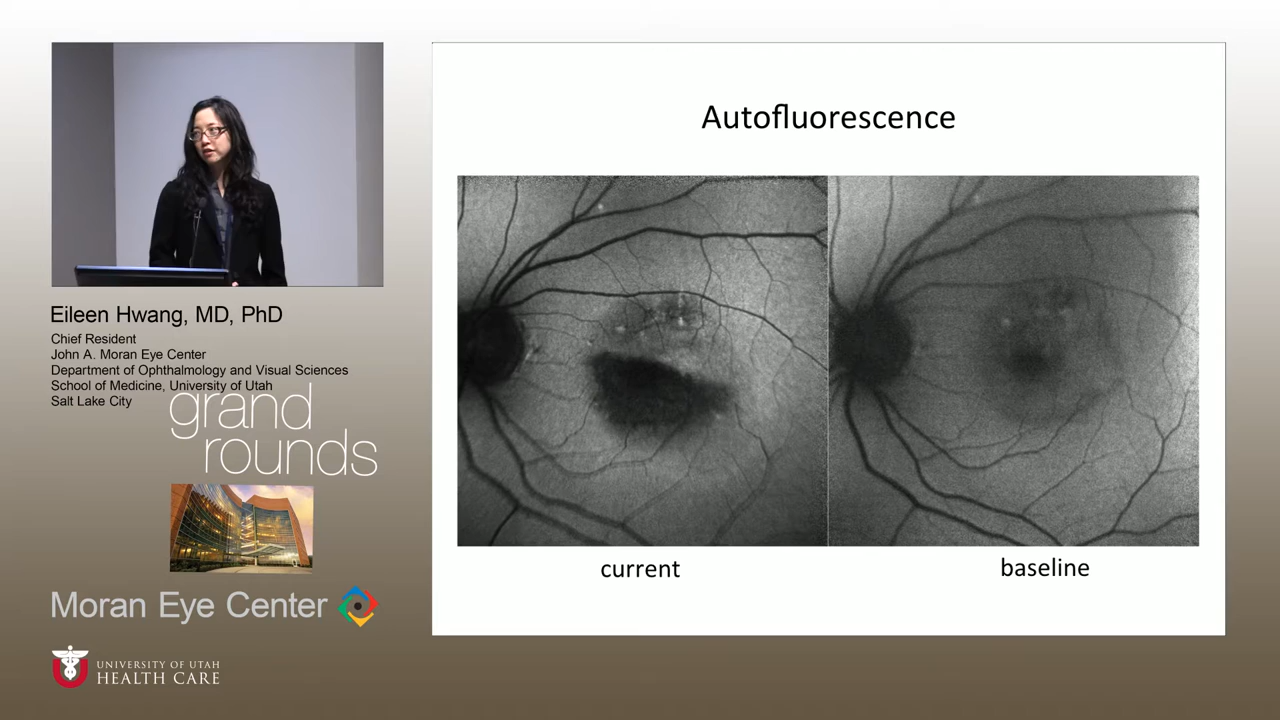 Autofluorescence
current
baseline
Eileen Hwang, MD, PhD
Chief Resident
John A. Moran Eye Center
Department of Ophthalmology and Visual Sciences
School of Medicine, University of Utah
Salt Lake City
grand
rounds
Moran Eye Center
UNIVERSITY OF UTAH
HEALTH CARE